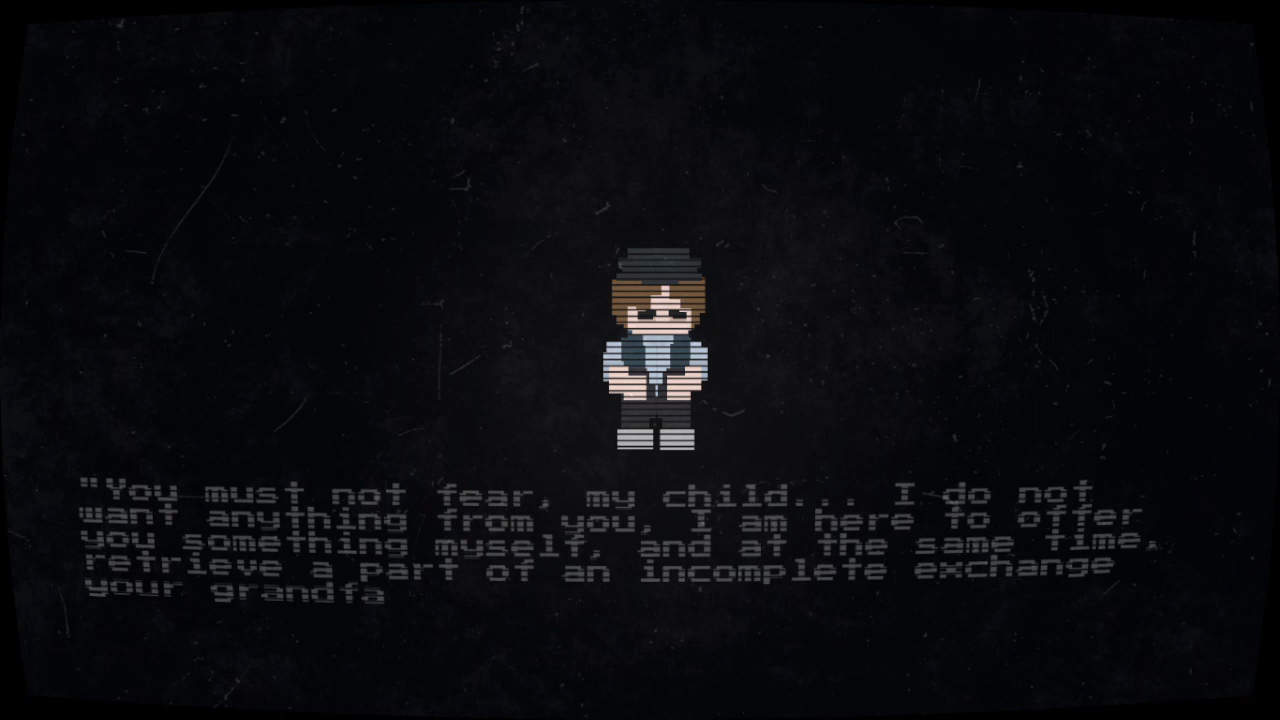 "You must not fear, my child... I do not
want anything from you, I am here to offer
you something myself, and at the same time,
retrieve a part of an incomplete exchange
your grandfa